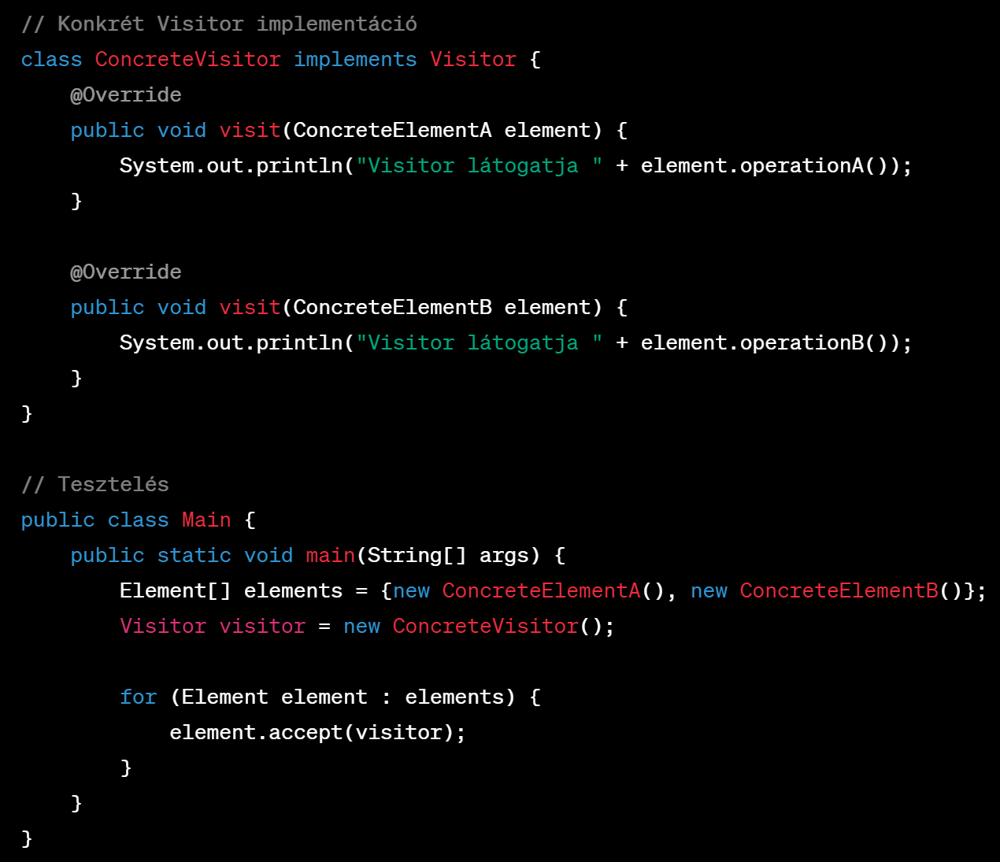 // Konkrét Visitor implementáció
class ConcreteVisitor implements Visitor {
    @Override
    public void visit(ConcreteElementA element) {
        System.out.println("Visitor látogatja " + element.operationA());
    }

    @Override
    public void visit(ConcreteElementB element) {
        System.out.println("Visitor látogatja " + element.operationB());
    }
}

// Tesztelés
public class Main {
    public static void main(String[] args) {
        Element[] elements = {new ConcreteElementA(), new ConcreteElementB()};
        Visitor visitor = new ConcreteVisitor();

        for (Element element : elements) {
            element.accept(visitor);
        }
    }
}